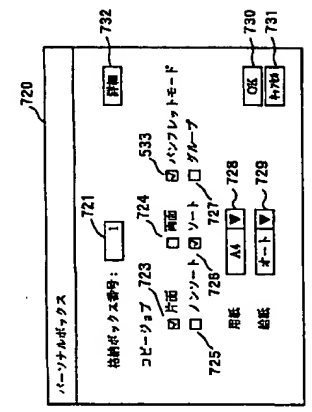 720
パーソナルボックス
721
732
格納ボックス番号： 1 詳細
コピージョブ
723 724 533
片面 両面 パンフレットモード
ノンソート ソート グループ
725 726 727
728
用紙 A4 ▼
729
給紙 オート ▼
730
OK
ｷｬﾝｾﾙ
731